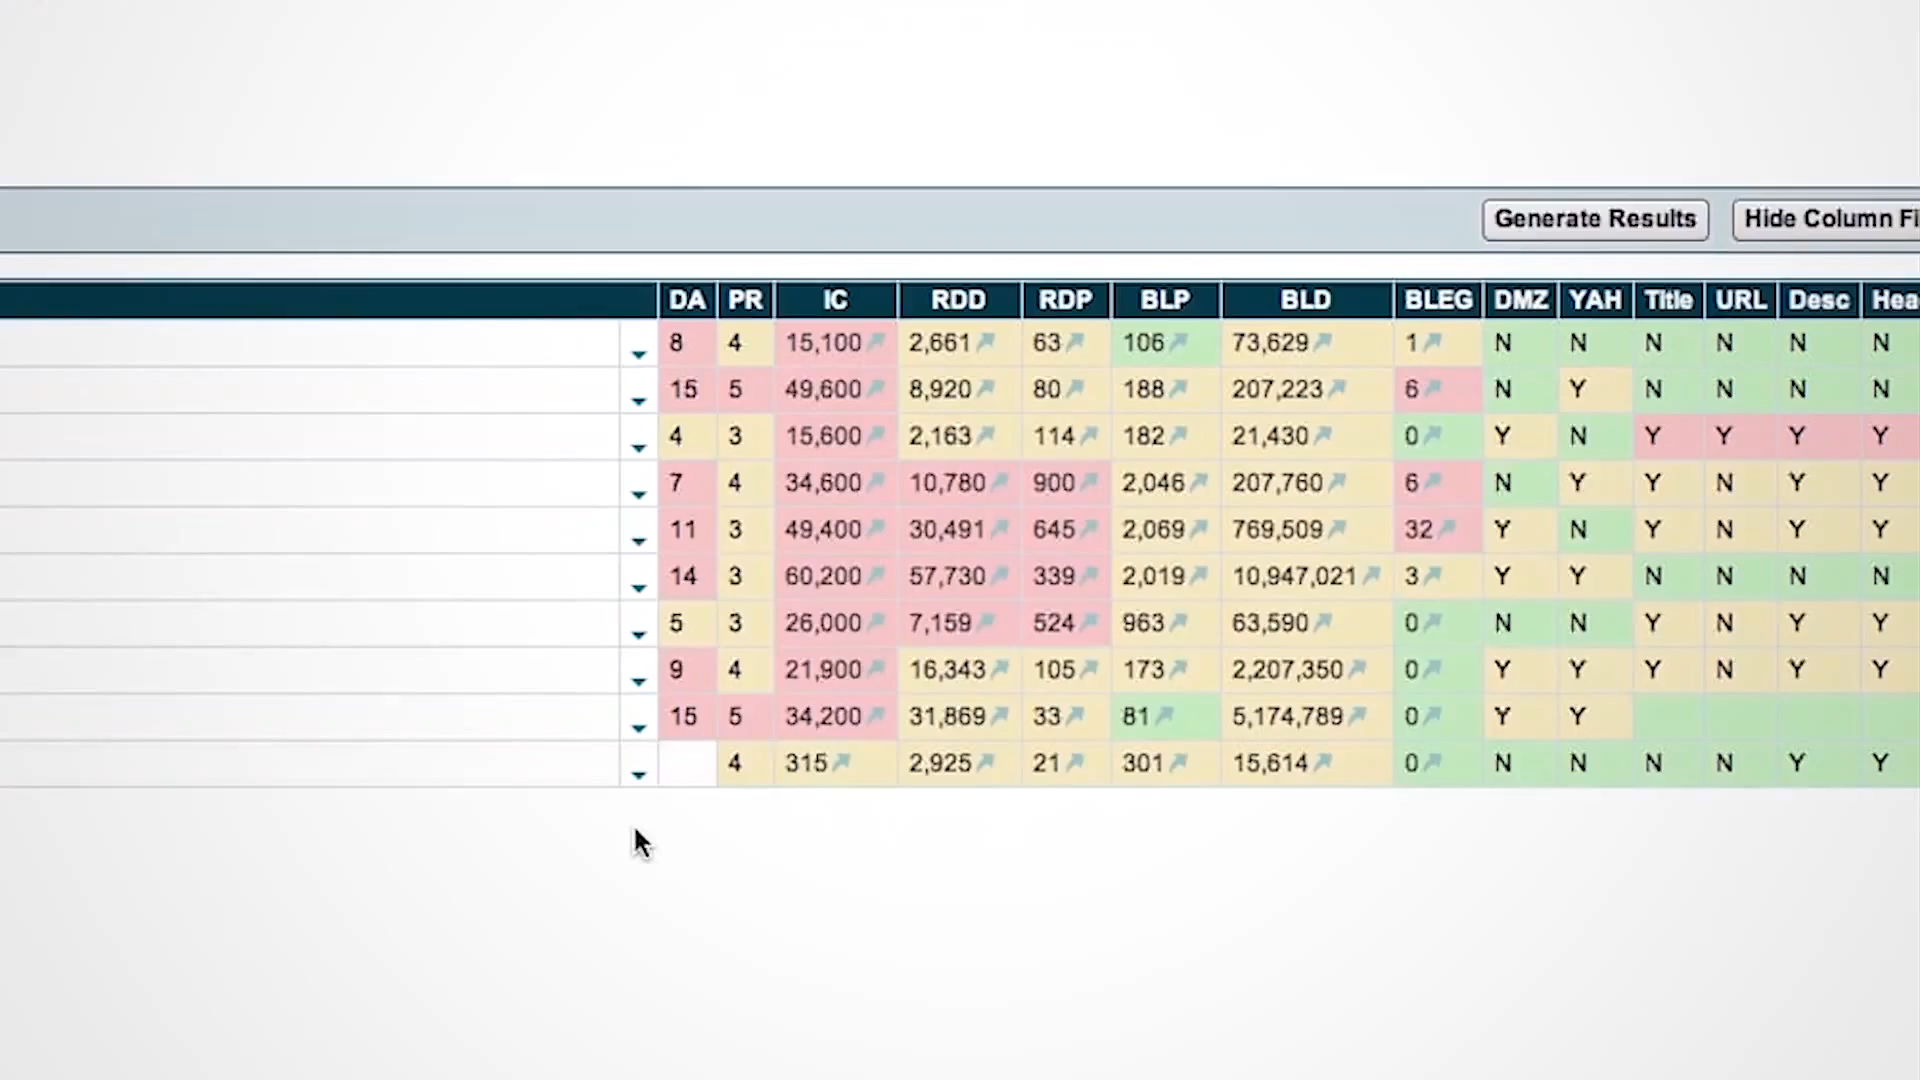 Generate Results Hide Column Fi
DA PR IC RDD RDP BLP BLD BLEG DMZ YAH Title URL Desc Hea
8 4 15,100 2,661 63 106 73,629 1 N N N N N N
15 5 49,600 8,920 80 188 207,223 6 N Y N N N N
4 3 15,600 2,163 114 182 21,430 0 Y N Y Y Y Y
7 4 34,600 10,780 900 2,046 207,760 6 N Y Y N Y Y
11 3 49,400 30,491 645 2,069 769,509 32 Y N Y N Y Y
14 3 60,200 57,730 339 2,019 10,947,021 3 Y Y N N N N
5 3 26,000 7,159 524 963 63,590 0 N N Y N Y Y
9 4 21,900 16,343 105 173 2,207,350 0 Y Y Y N Y Y
15 5 34,200 31,869 33 81 5,174,789 0 Y Y
4 315 2,925 21 301 15,614 0 N N N N Y Y